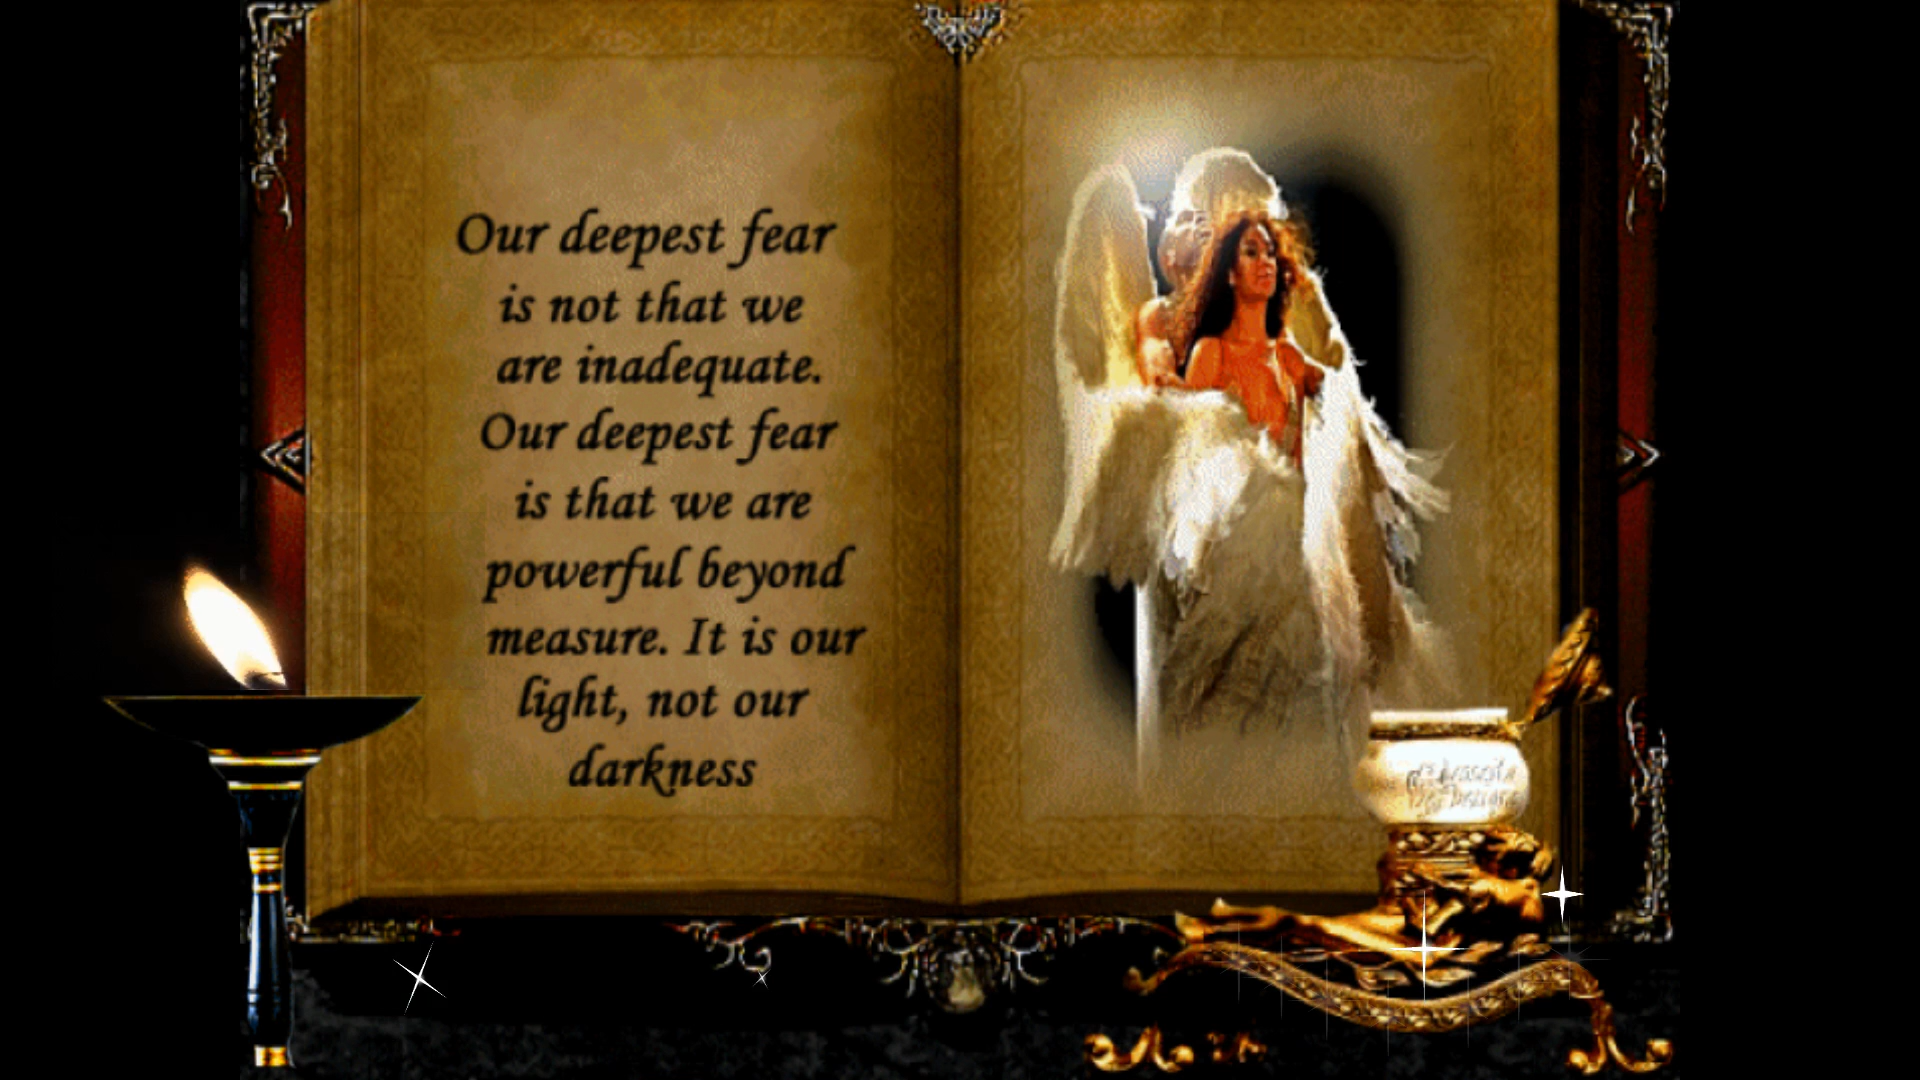 Our deepest fear
is not that we
are inadequate.
Our deepest fear
is that we are
powerful beyond
measure. It is our
light, not our
darkness